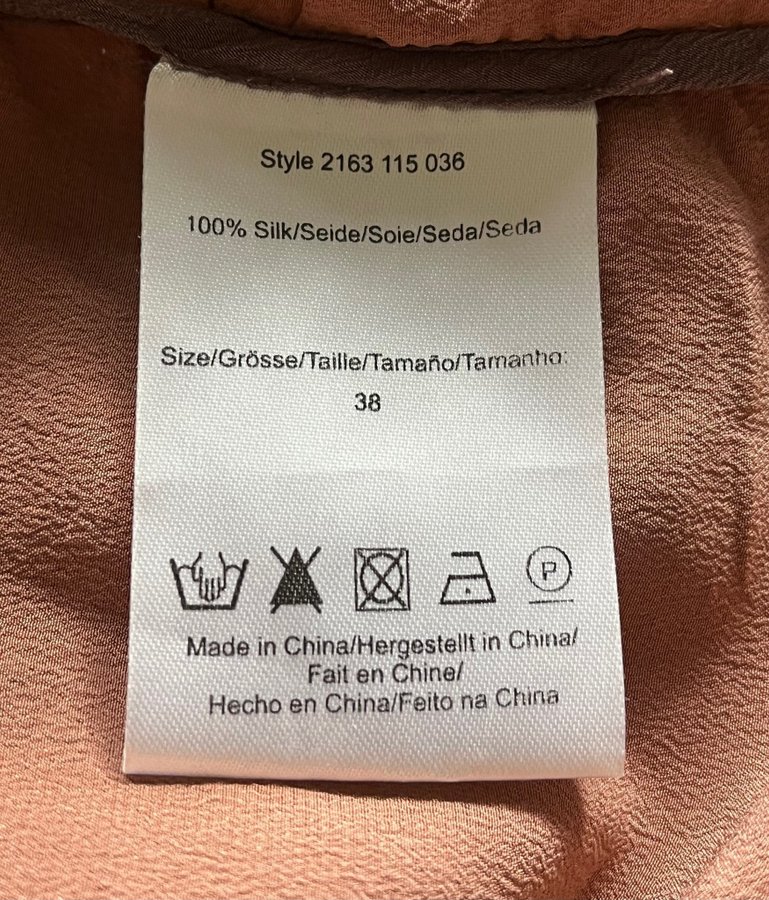 Style 2163 115 036
100% Silk/Seide/Soie/Seda/Seda
Size/Grösse/Taille/Tamaño/Tamanho:
38
P
Made in China/Hergestellt in China/
Fait en Chine/
Hecho en China/Feito na China